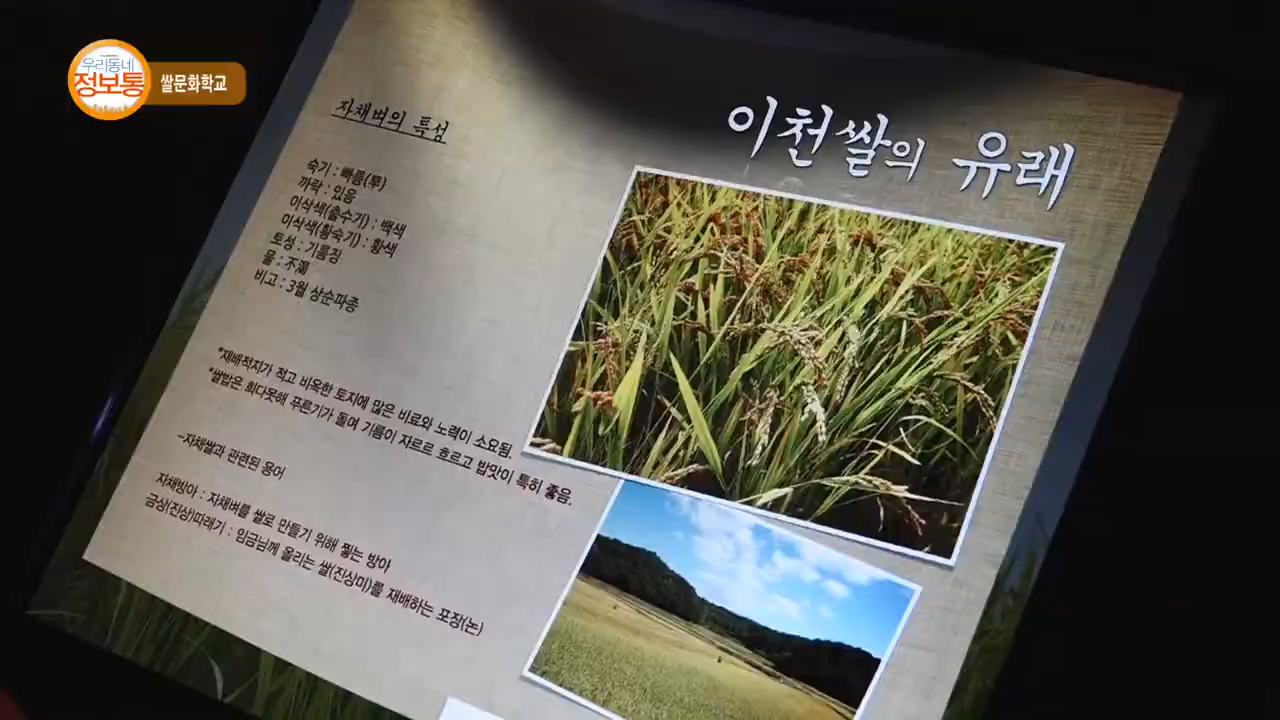 우리동네
정보통
쌀문화학교
이천쌀의 유래
자채벼의 특성
숙기 : 빠름(早)
까락 : 있음
이삭색(출수기) : 백색
이삭색(황숙기) : 황색
토성 : 기름짐
물 : 不渴
비고 : 3월 상순파종
*재배적지가 적고 비옥한 토지에 많은 비료와 노력이 소요됨.
*쌀밥은 희다못해 푸른기가 돌며 기름이 자르르 흐르고 밥맛이 특히 좋음.
-자채쌀과 관련된 용어
자채방아 : 자채벼를 쌀로 만들기 위해 찧는 방아
금상(진상)따래기 : 임금님께 올리는 쌀(진상미)를 재배하는 포장(논)